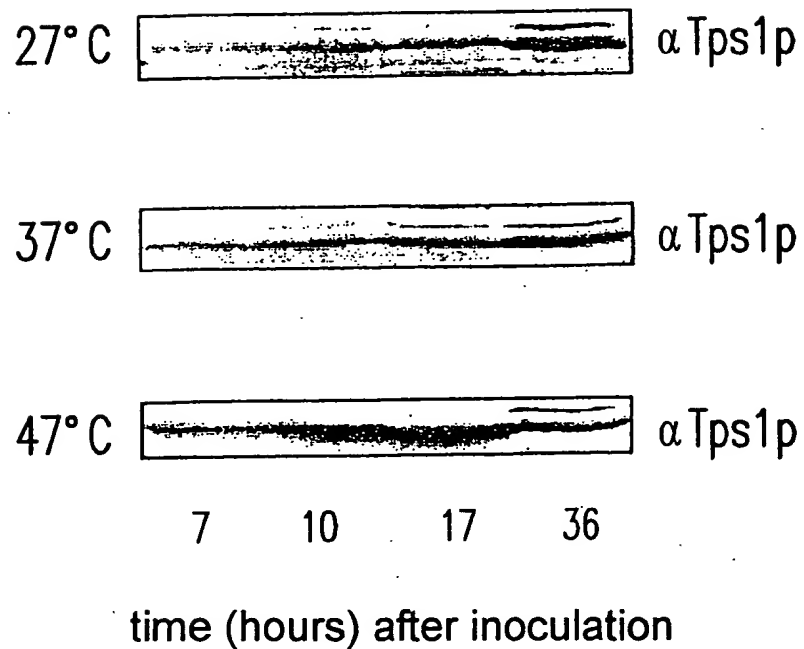 27°C αTps1p
37°C αTps1p
47°C αTps1p
7 10 17 36
time (hours) after inoculation